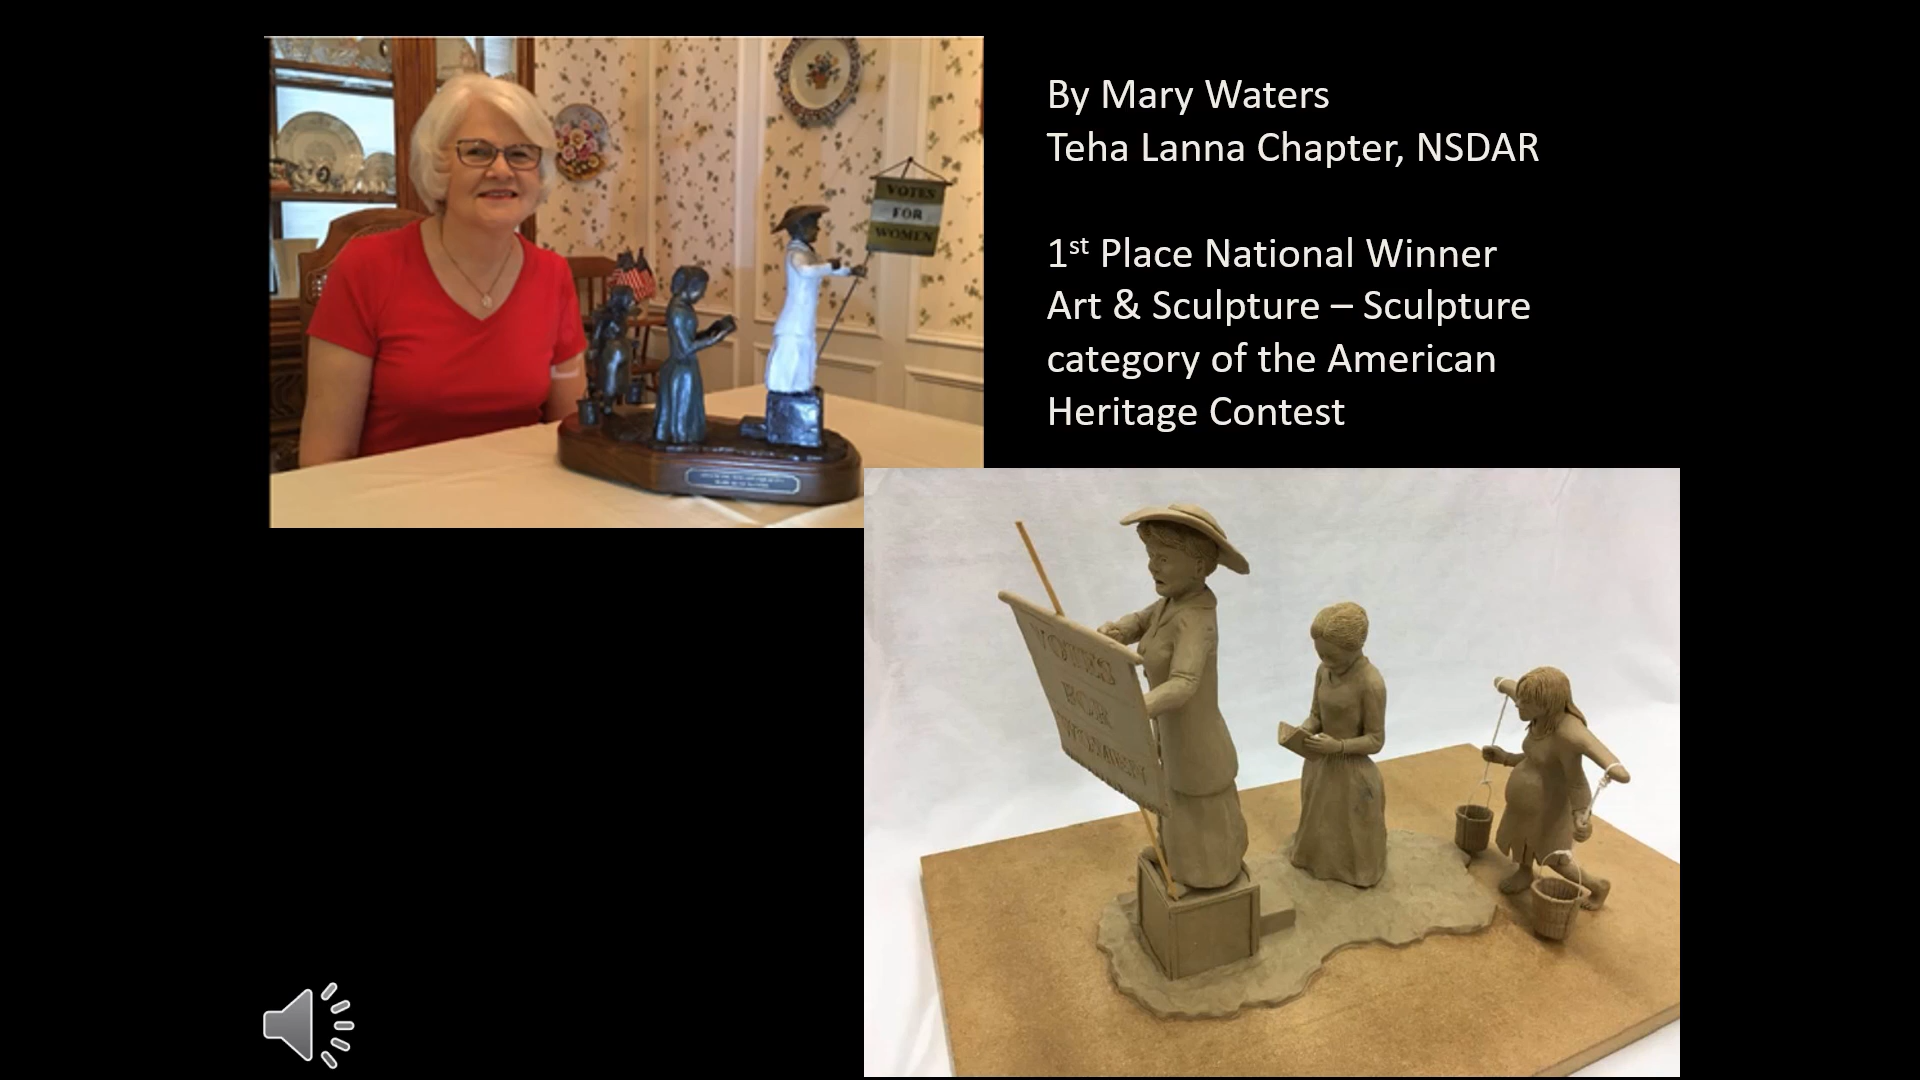 By Mary Waters
Teha Lanna Chapter, NSDAR
1st Place National Winner
Art & Sculpture – Sculpture
category of the American
Heritage Contest
VOTES
FOR
WOMEN
VOTES
FOR
WOMEN